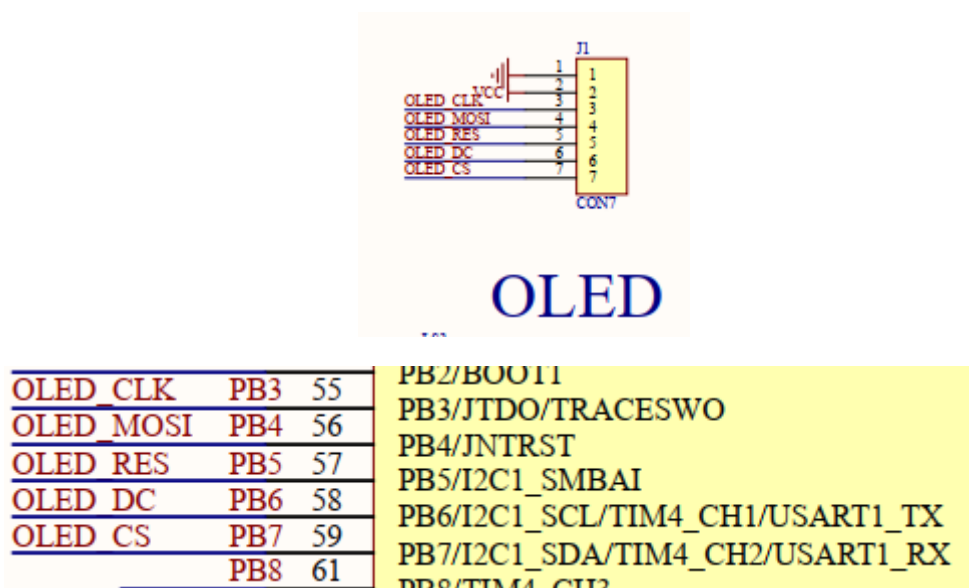 J1
1 1
2 2
VCC
OLED_CLK 3 3
OLED_MOSI 4 4
OLED_RES 5 5
OLED_DC 6 6
OLED_CS 7 7
CON7
OLED
PB2/BOOT1
OLED_CLK PB3 55 PB3/JTDO/TRACESWO
OLED_MOSI PB4 56 PB4/JNTRST
OLED_RES PB5 57 PB5/I2C1_SMBAI
OLED_DC PB6 58 PB6/I2C1_SCL/TIM4_CH1/USART1_TX
OLED_CS PB7 59 PB7/I2C1_SDA/TIM4_CH2/USART1_RX
PB8 61 PB8/TIM4_CH3